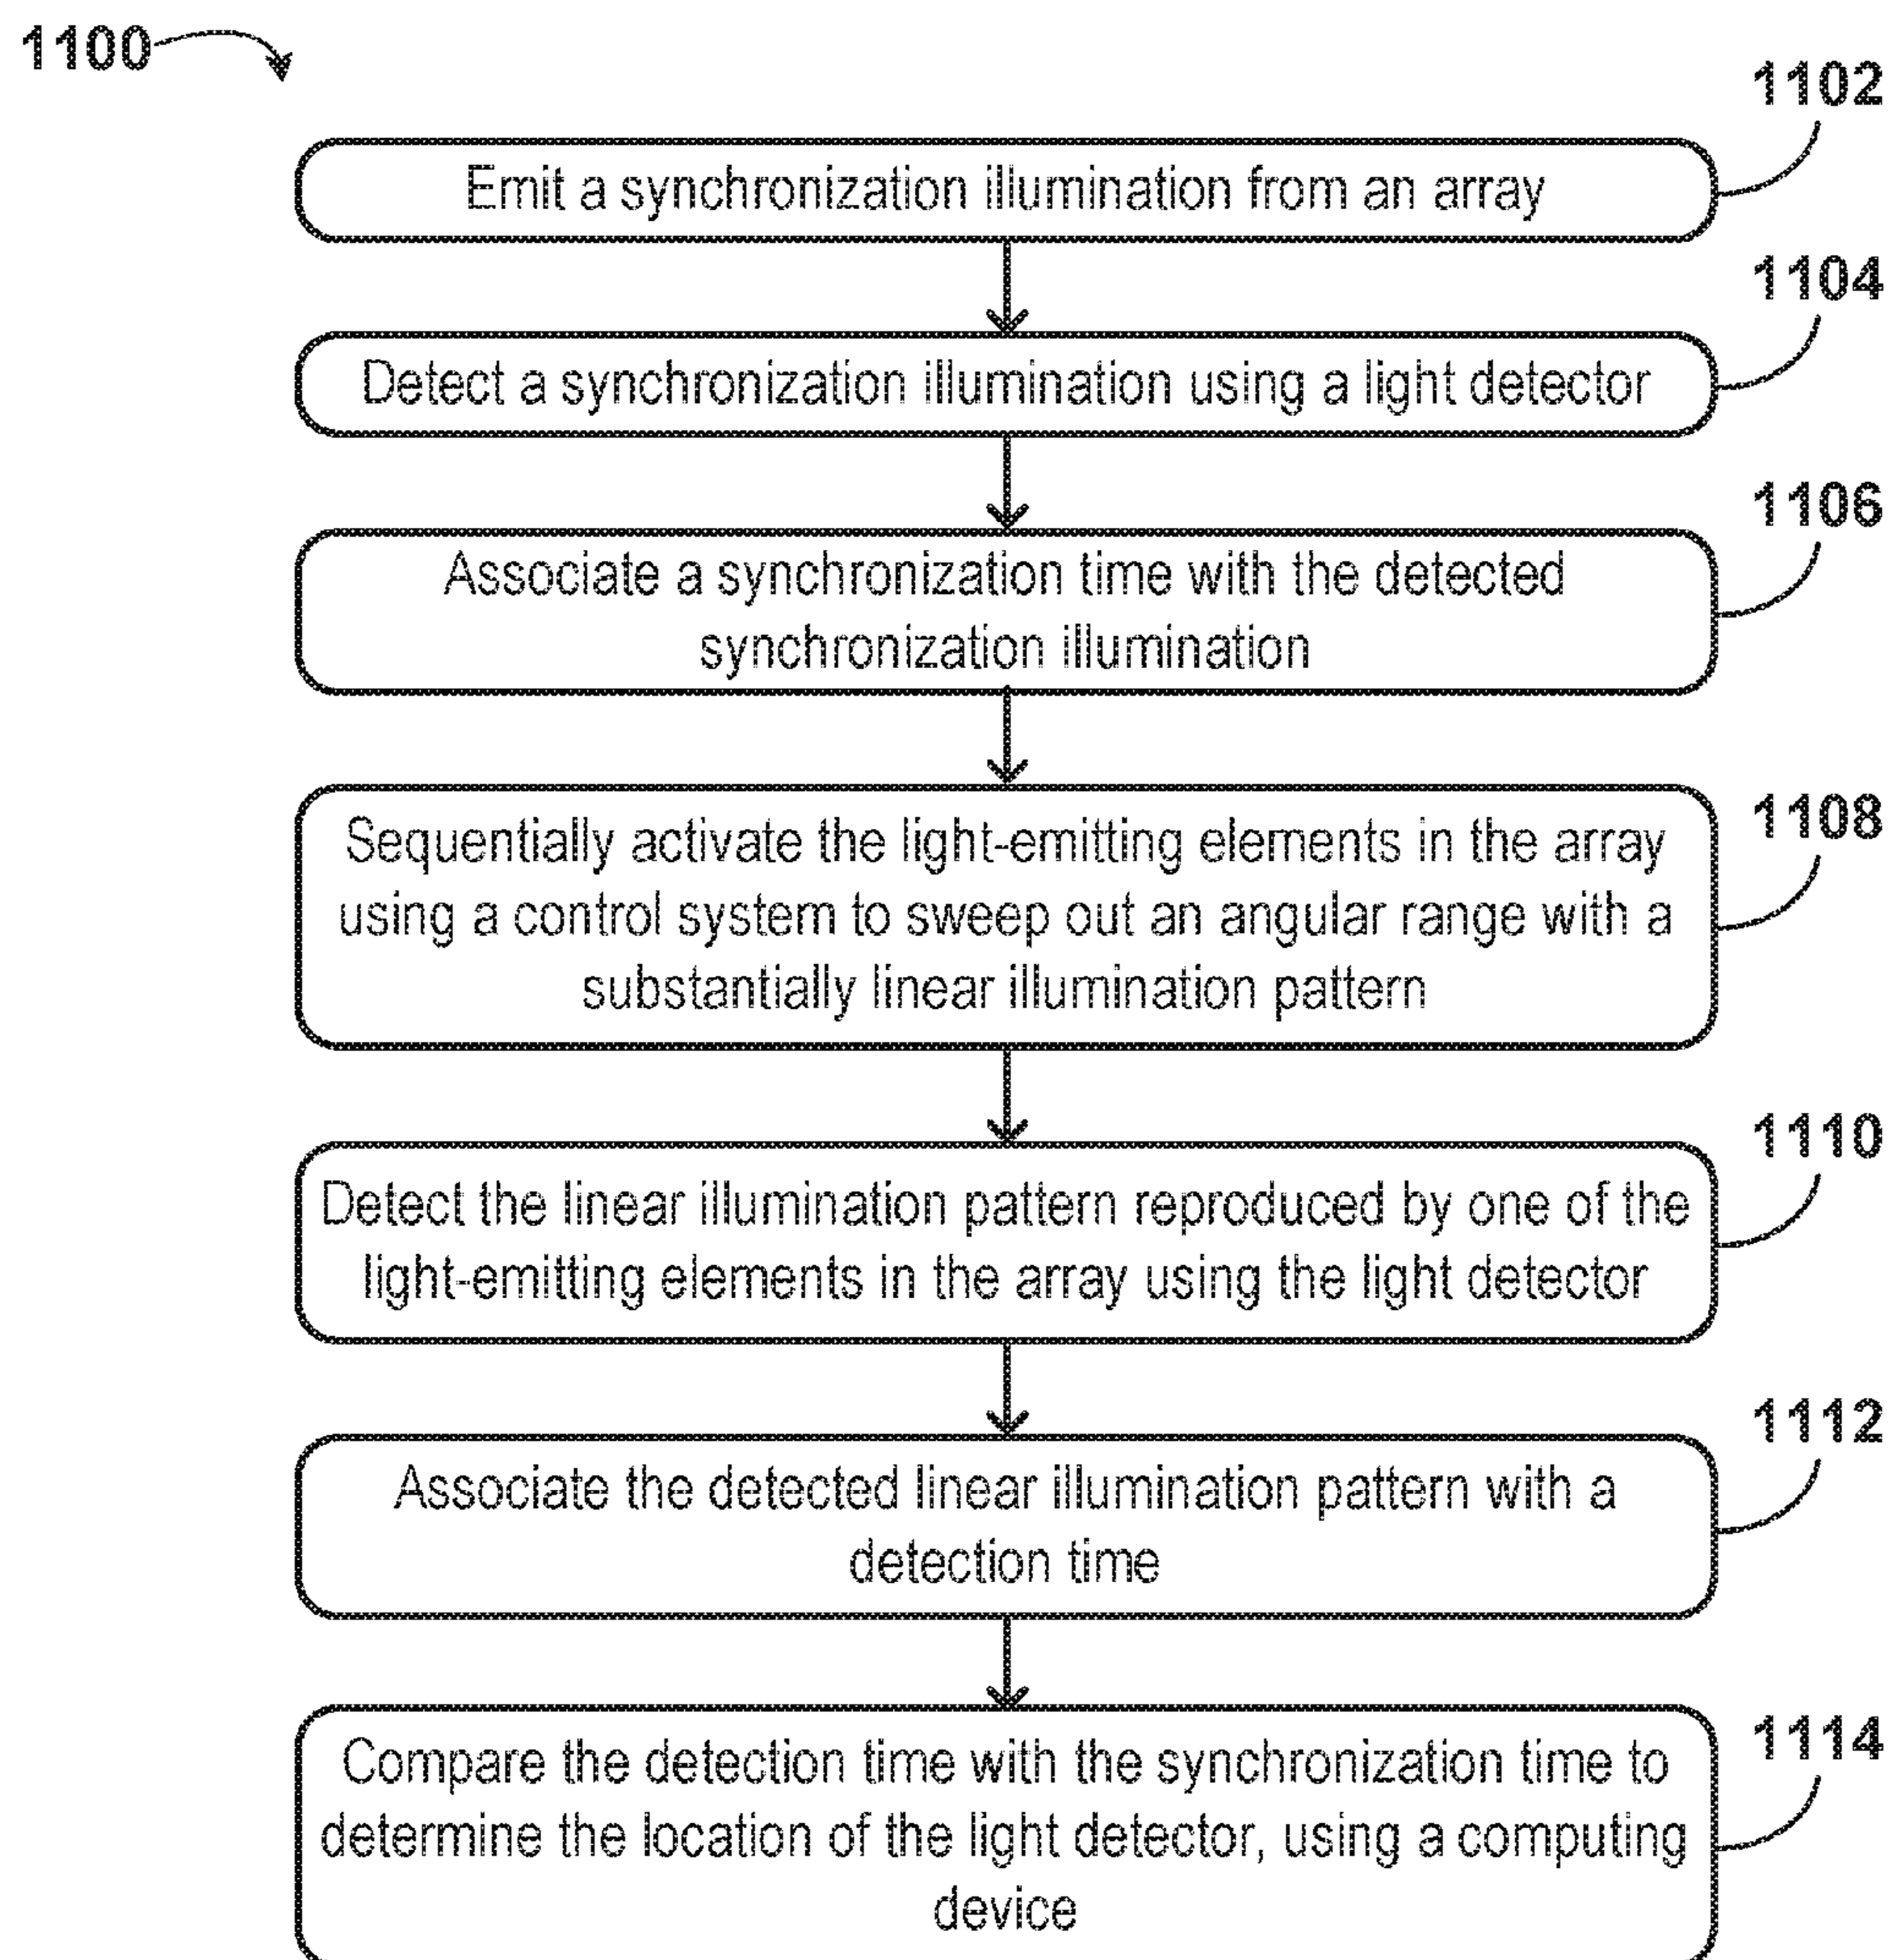 1100
1102
Emit a synchronization illumination from an array
1104
Detect a synchronization illumination using a light detector
1106
Associate a synchronization time with the detected
synchronization illumination
1108
Sequentially activate the light-emitting elements in the array
using a control system to sweep out an angular range with a
substantially linear illumination pattern
1110
Detect the linear illumination pattern reproduced by one of the
light-emitting elements in the array using the light detector
1112
Associate the detected linear illumination pattern with a
detection time
1114
Compare the detection time with the synchronization time to
determine the location of the light detector, using a computing
device